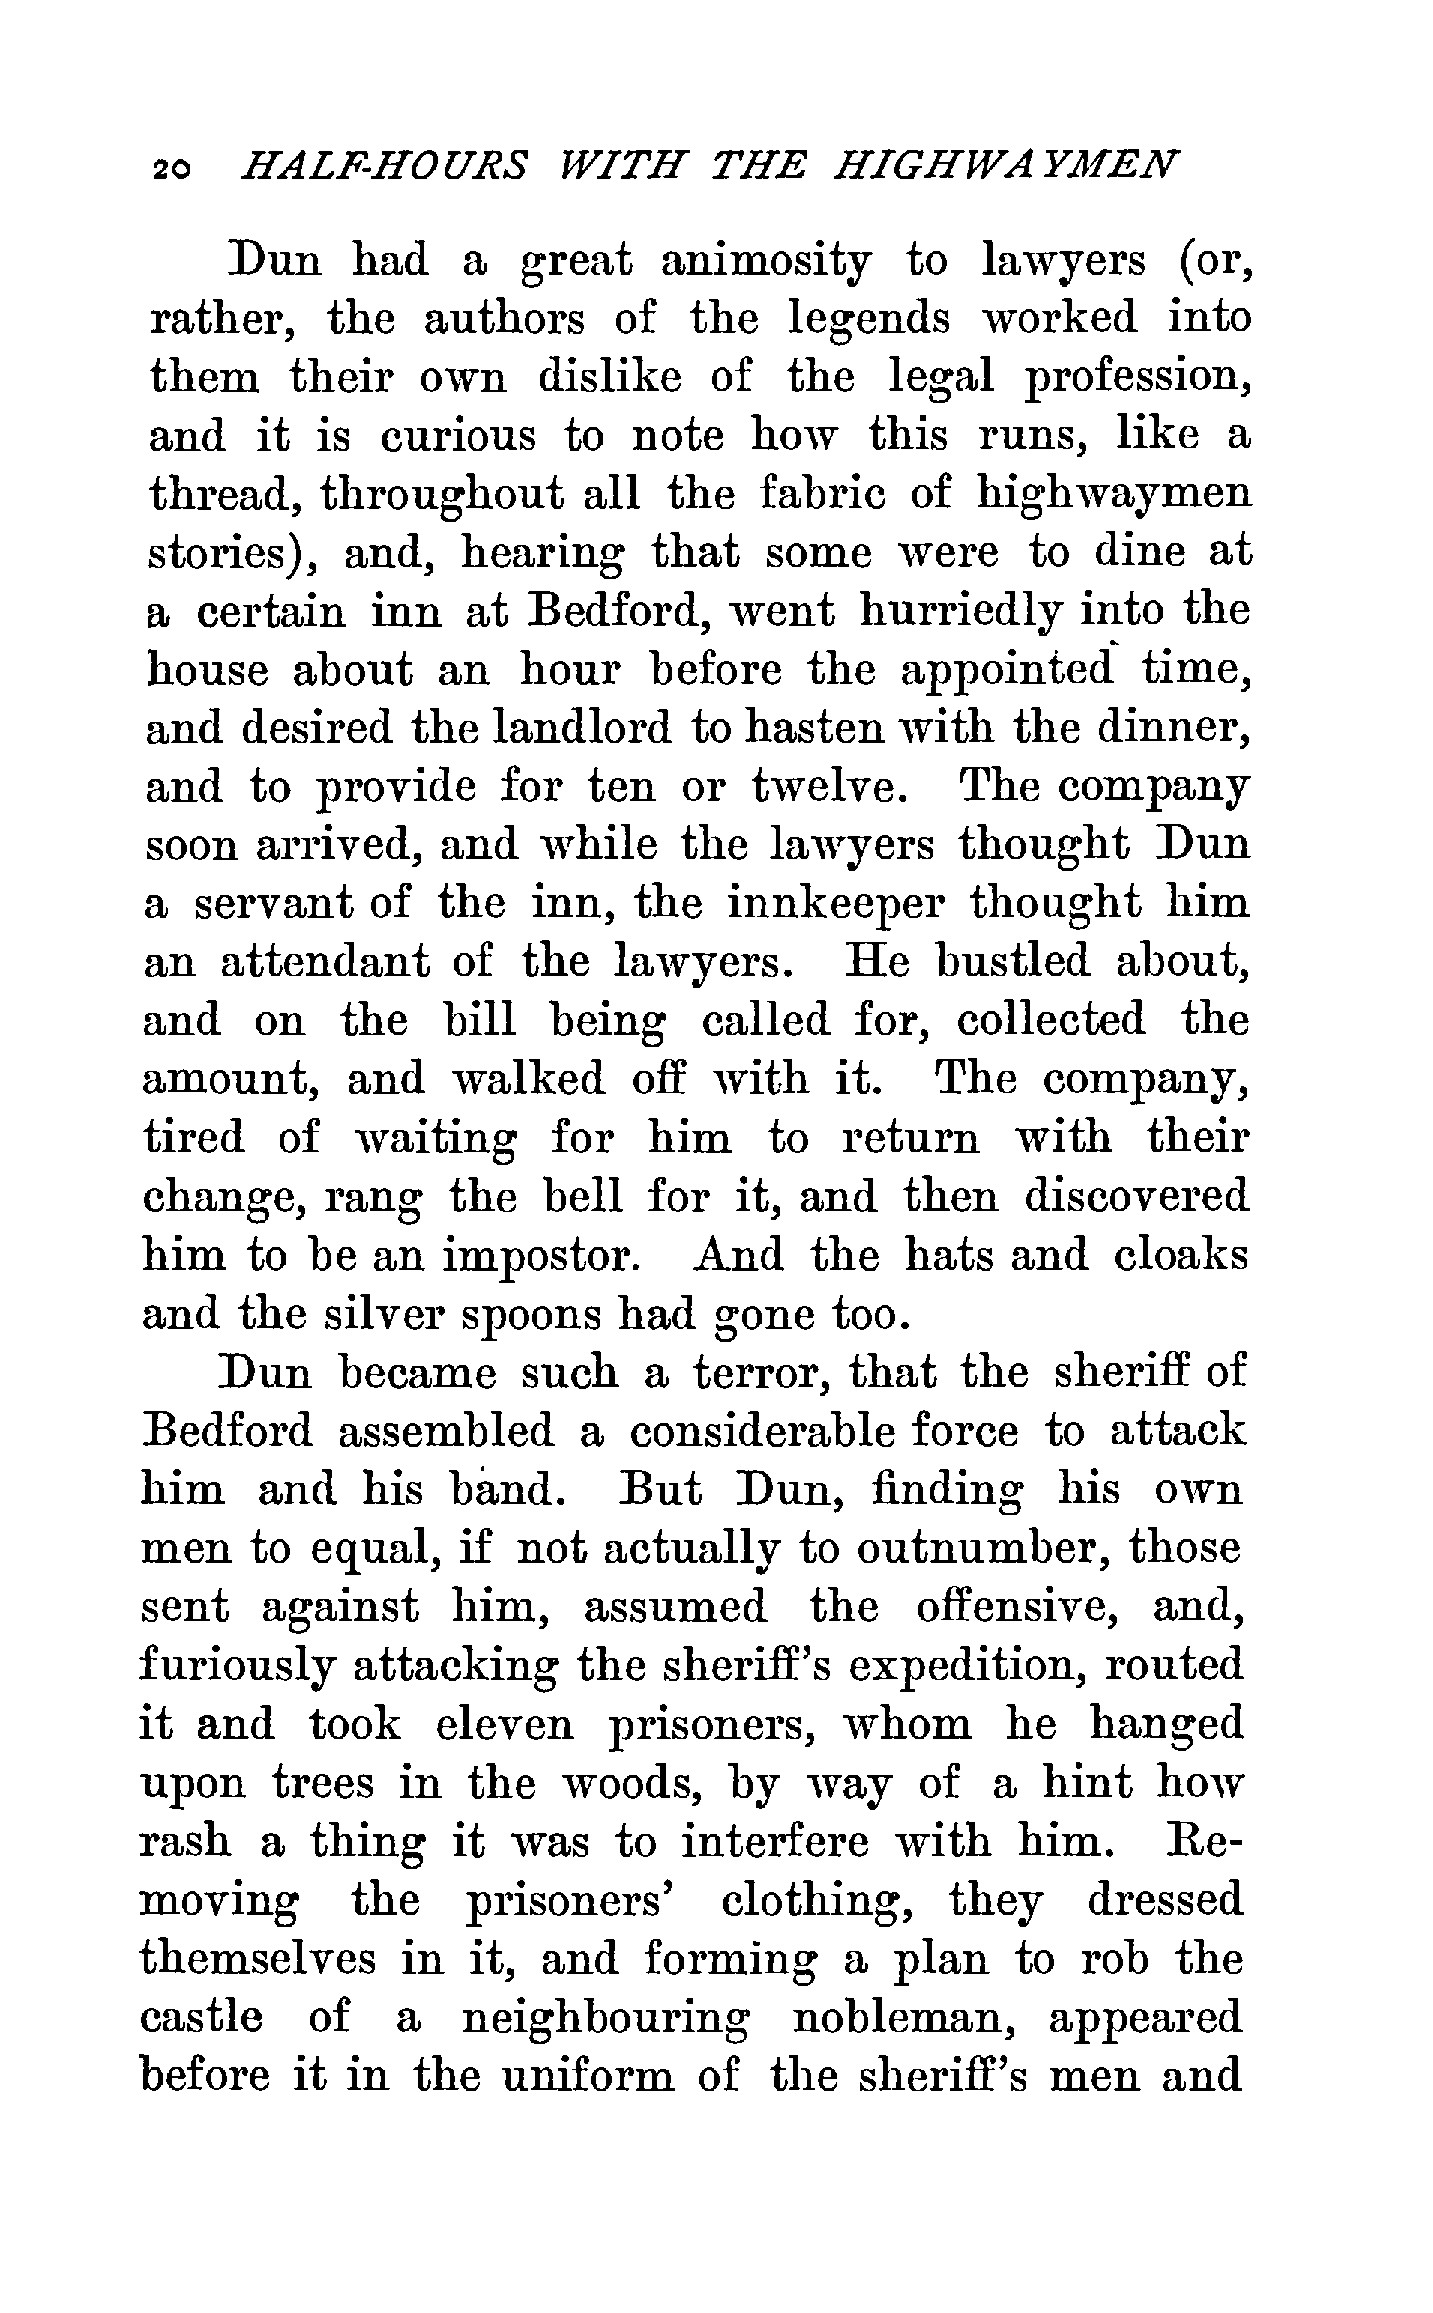 20 HALF-HOURS WITH THE HIGHWAYMEN
Dun had a great animosity to lawyers (or,
rather, the authors of the legends worked into
them their own dislike of the legal profession,
and it is curious to note how this runs, like a
thread, throughout all the fabric of highwaymen
stories), and, hearing that some were to dine at
a certain inn at Bedford, went hurriedly into the
house about an hour before the appointed time,
and desired the landlord to hasten with the dinner,
and to provide for ten or twelve. The company
soon arrived, and while the lawyers thought Dun
a servant of the inn, the innkeeper thought him
an attendant of the lawyers. He bustled about,
and on the bill being called for, collected the
amount, and walked off with it. The company,
tired of waiting for him to return with their
change, rang the bell for it, and then discovered
him to be an impostor. And the hats and cloaks
and the silver spoons had gone too.
Dun became such a terror, that the sheriff of
Bedford assembled a considerable force to attack
him and his band. But Dun, finding his own
men to equal, if not actually to outnumber, those
sent against him, assumed the offensive, and,
furiously attacking the sheriff's expedition, routed
it and took eleven prisoners, whom he hanged
upon trees in the woods, by way of a hint how
rash a thing it was to interfere with him. Re-
moving the prisoners' clothing, they dressed
themselves in it, and forming a plan to rob the
castle of a neighbouring nobleman, appeared
before it in the uniform of the sheriff's men and